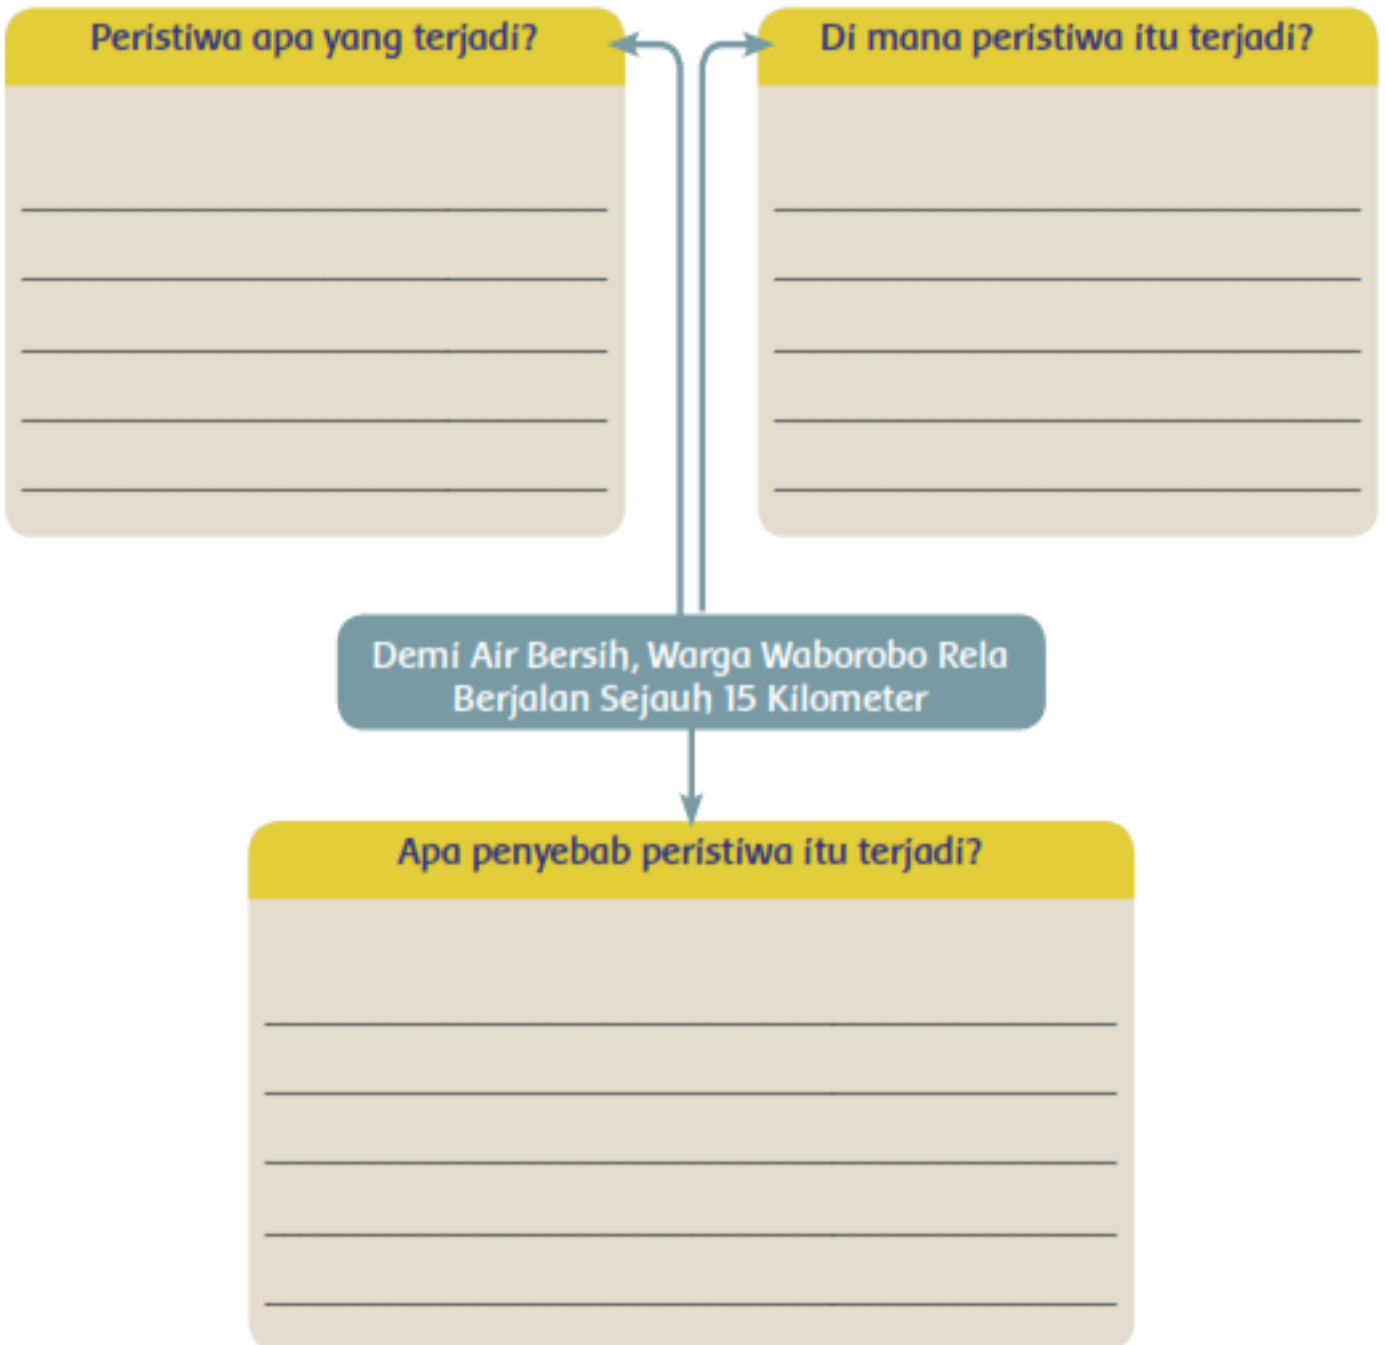 Peristiwa apa yang terjadi?
Di mana peristiwa itu terjadi?
Demi Air Bersih, Warga Waborobo Rela
Berjalan Sejauh 15 Kilometer
Apa penyebab peristiwa itu terjadi?